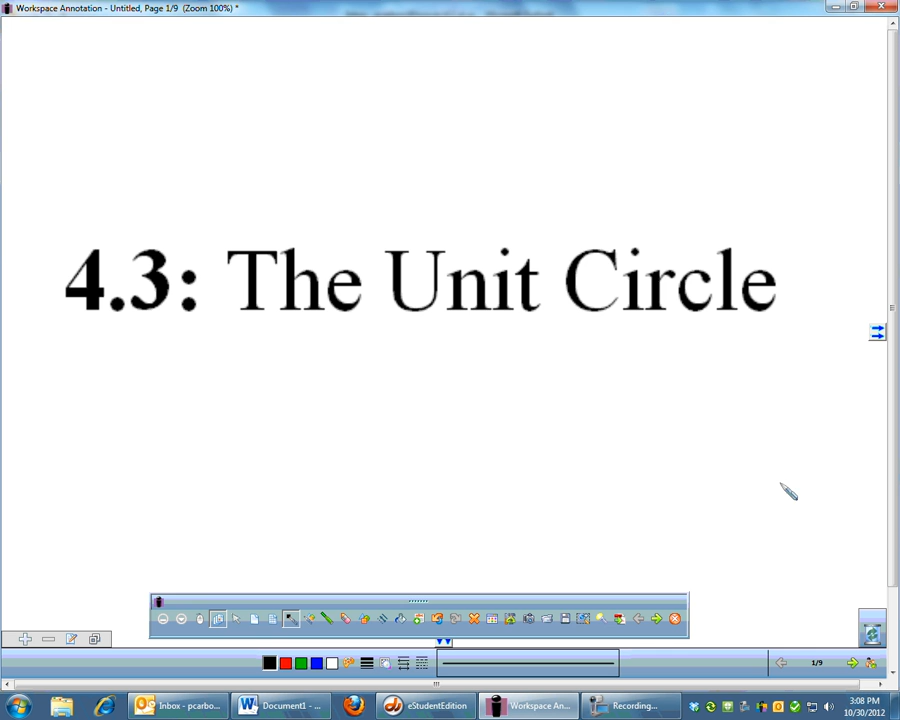 Workspace Annotation - Untitled, Page 1/9 (Zoom 100%) *
4.3: The Unit Circle
1/9
Inbox - pcarbo...
Document1 - ...
eStudentEdition
Workspace An...
Recording...
3:08 PM
10/30/2012